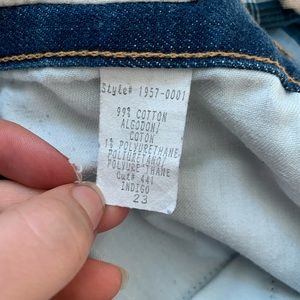 Style# 1957-0001
99% COTTON
ALGODON/
COTON
1% POLYURETHANE
POLIURETANO/
POLYURE THANE
Cut# 441
INDIGO
23